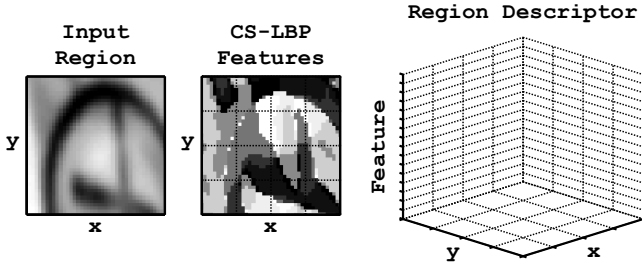 Input
Region
y
x
CS-LBP
Features
y
x
Region Descriptor
Feature
y
x